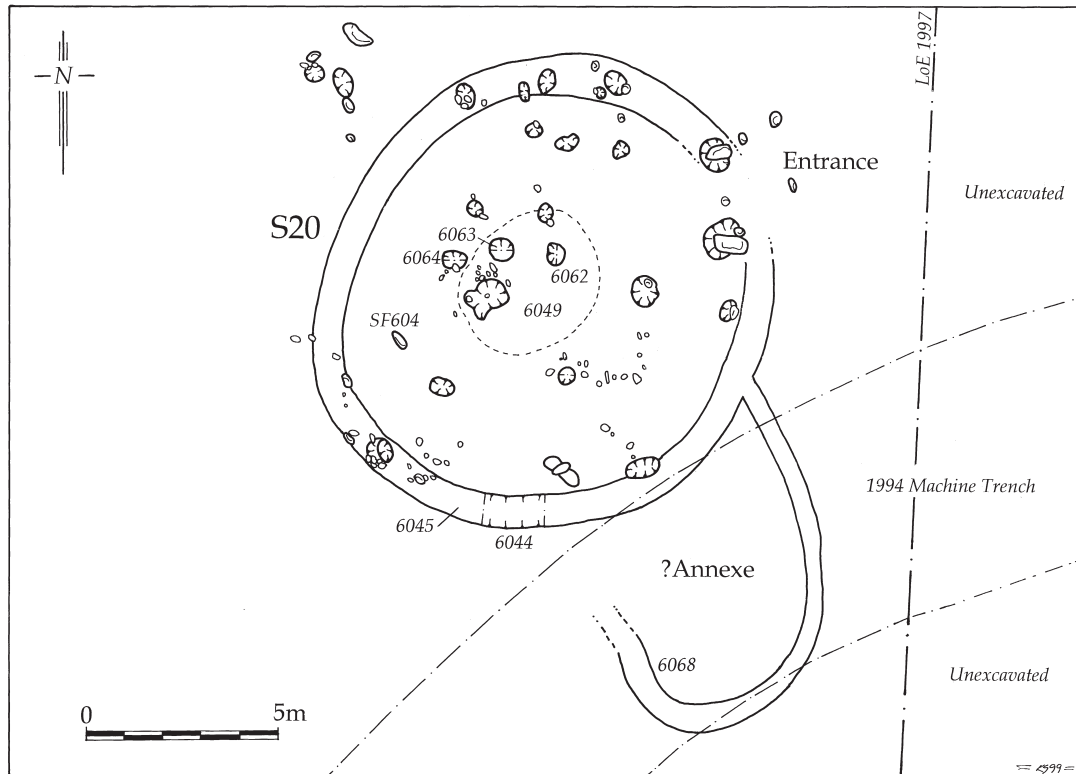 N
LoE 1997
Entrance
Unexcavated
S20
6063
6064
6062
6049
SF604
1994 Machine Trench
6045
6044
?Annexe
6068
Unexcavated
0 5m